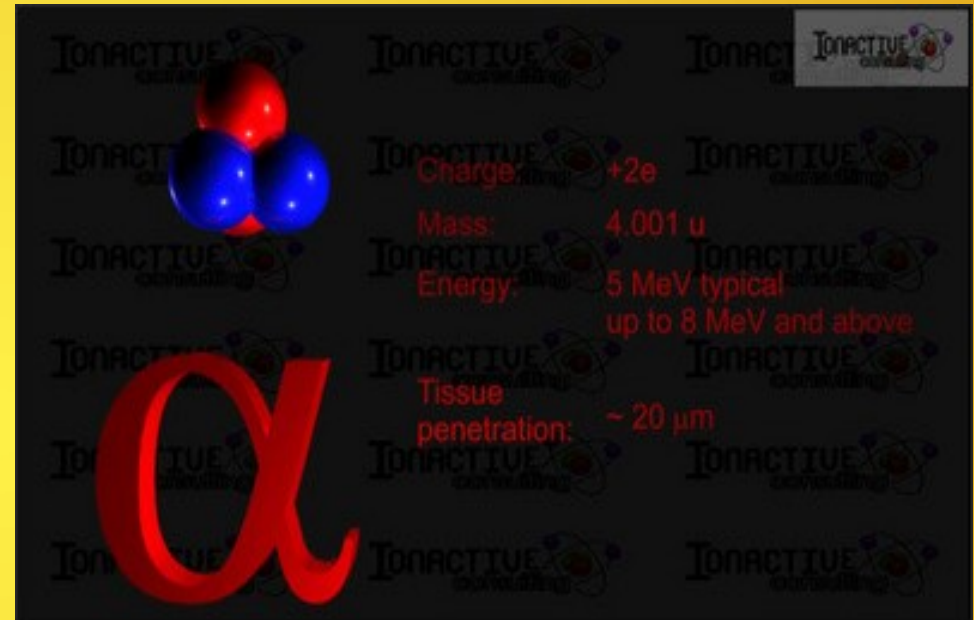 IONACTIVE
consulting
Charge: +2e
Mass: 4.001 u
Energy: 5 MeV typical
up to 8 MeV and above
Tissue
penetration: ~ 20 μm
α